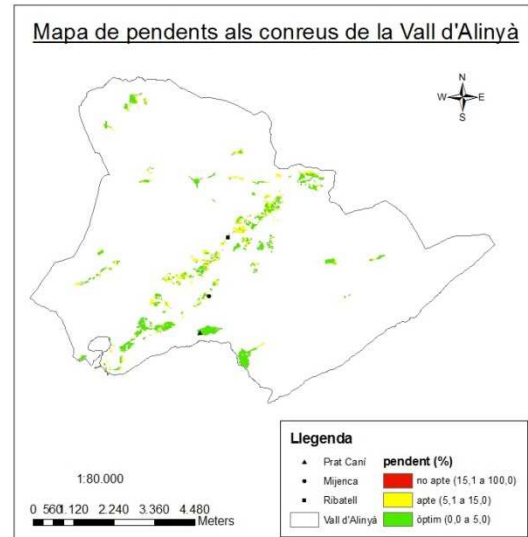 Mapa de pendents als conreus de la Vall d'Alinyà
N
W E
S
Llegenda
Prat Caní
Mijenca
Ribatell
Vall d'Alinyà
pendent (%)
no apte (15,1 a 100,0)
apte (5,1 a 15,0)
òptim (0,0 a 5,0)
1:80.000
0 560 1.120 2.240 3.360 4.480
Meters